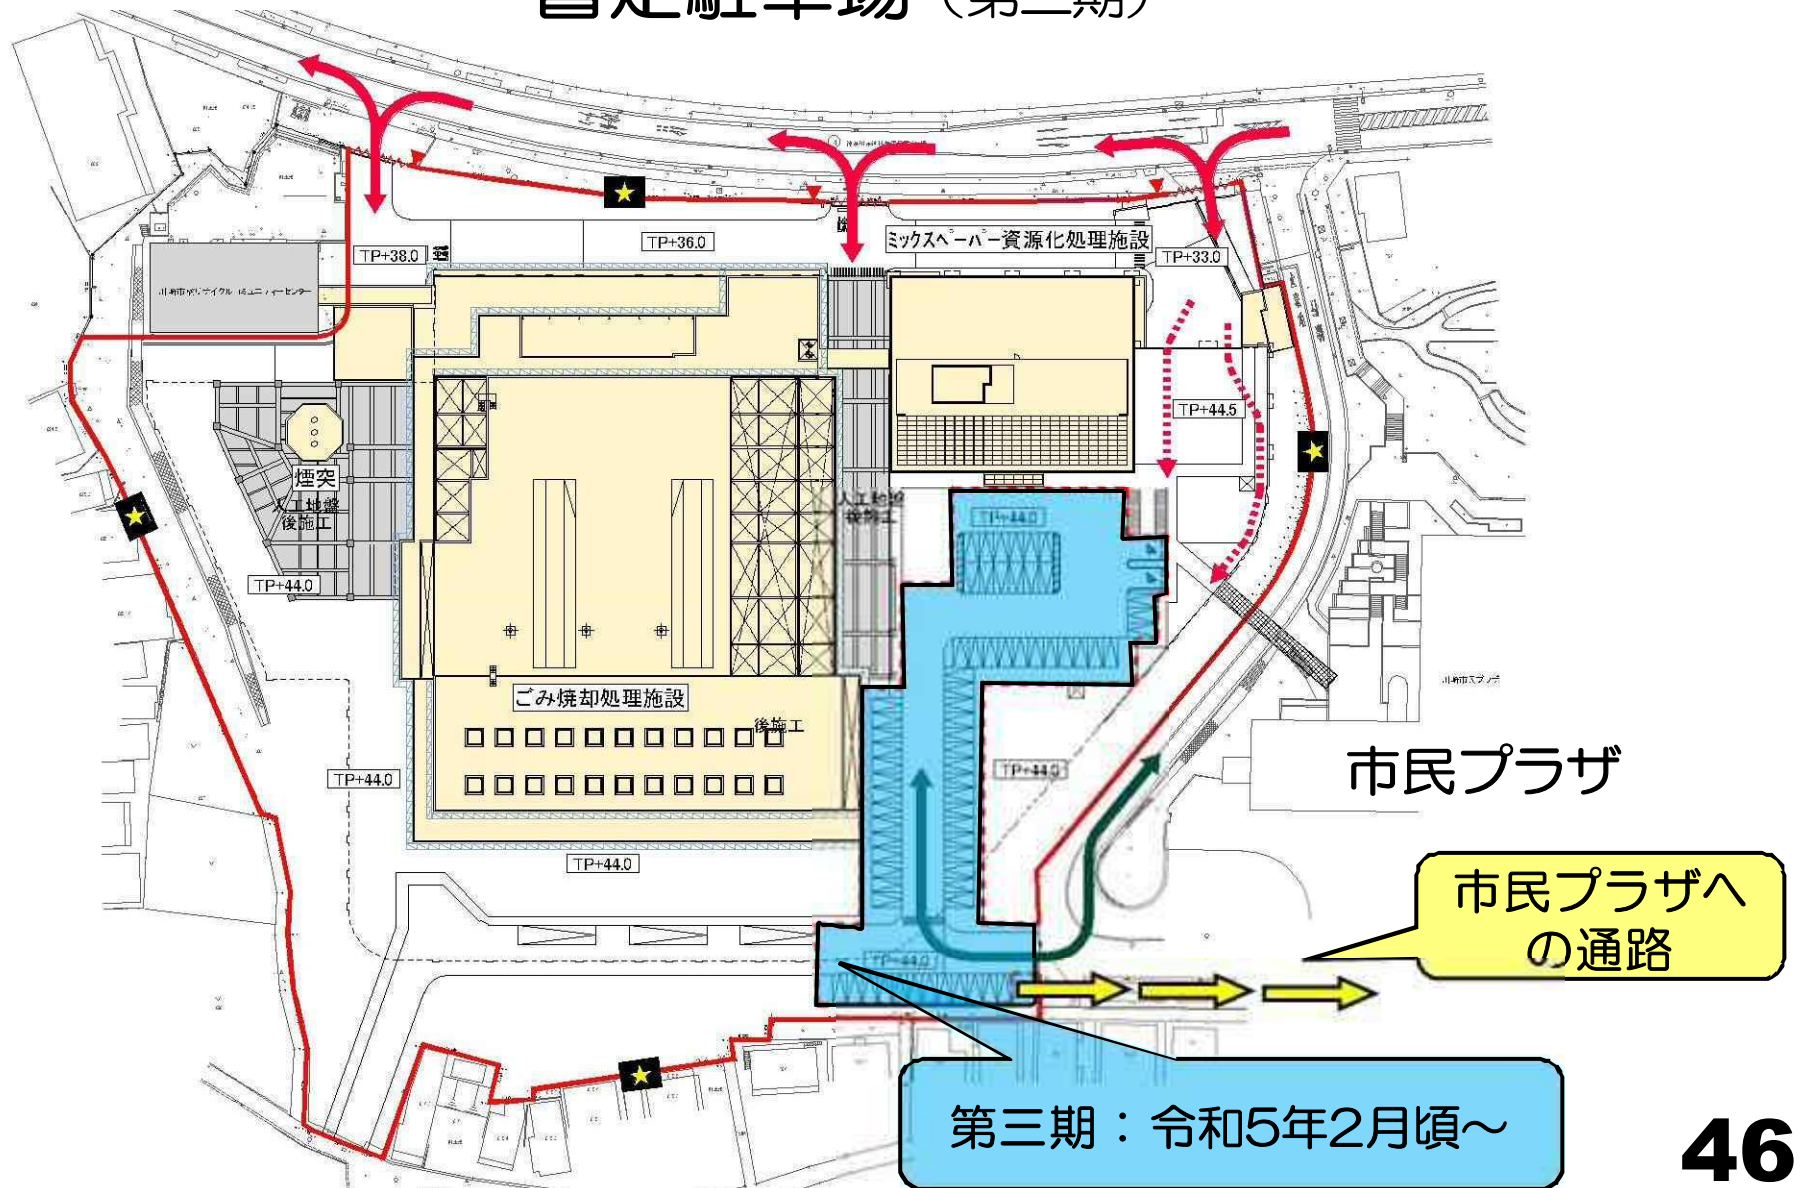 暫定駐車場（第三期）
TP+38.0
TP+36.0
ミックスペーパー資源化処理施設
TP+33.0
TP+44.5
煙突
人工地盤
後施工
TP+44.0
人工地盤
後施工
TP+44.0
ごみ焼却処理施設
後施工
TP+44.0
TP+44.0
TP+44.0
TP+44.0
市民プラザ
市民プラザへ
の通路
第三期：令和5年2月頃～
46